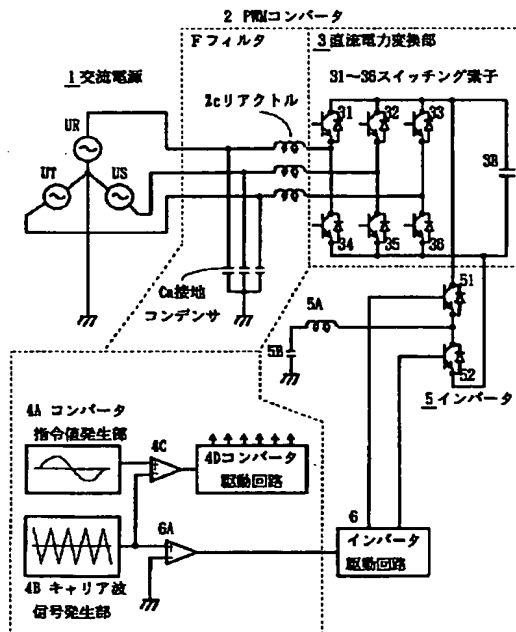 2 PWMコンバータ
Fフィルタ
3直流電力変換部
1交流電源
31～36スイッチング素子
Zcリアクトル
31
32
33
UR
UT
US
3B
34
35
36
Ca接地
コンデンサ
5A
51
5B
52
5インバータ
4A コンバータ
指令値発生部
4C
4Dコンバータ
駆動回路
6A
6
インバータ
駆動回路
4B キャリア波
信号発生部